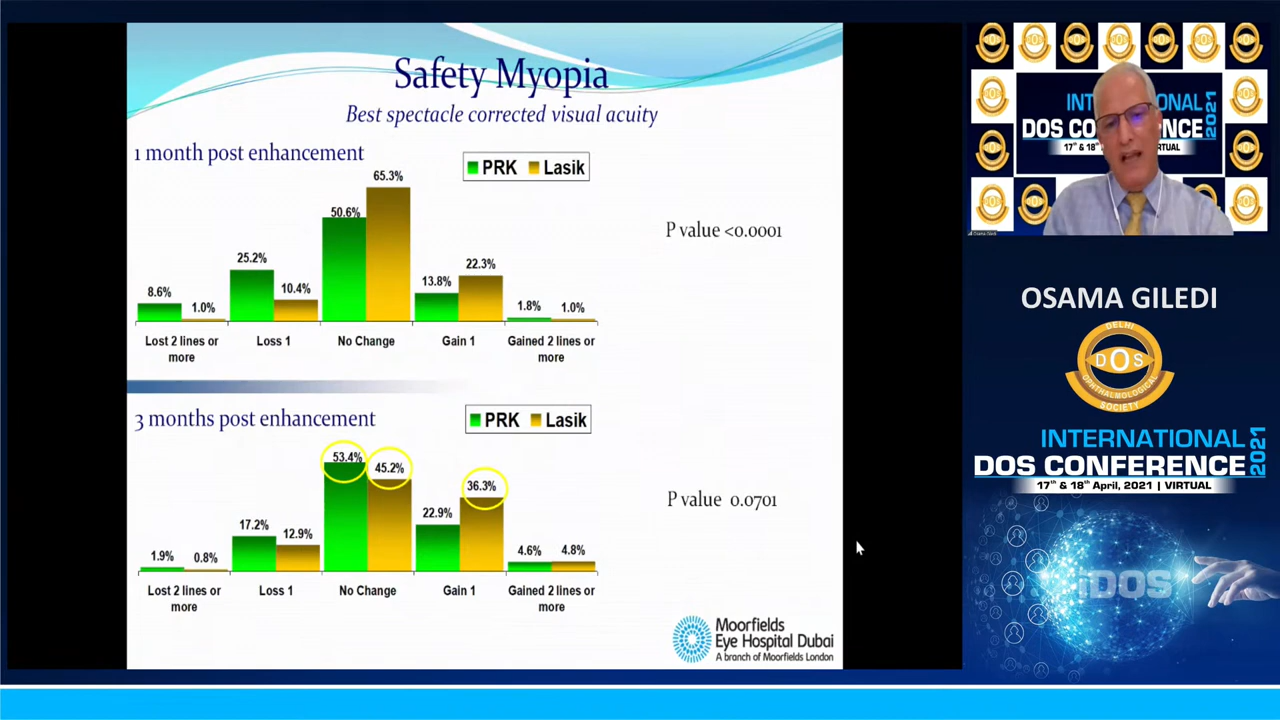 Safety Myopia
Best spectacle corrected visual acuity
1 month post enhancement
PRK Lasik
65.3%
50.6%
25.2%
22.3%
13.8%
10.4%
8.6%
1.0%
1.8%
1.0%
Lost 2 lines or more
Loss 1
No Change
Gain 1
Gained 2 lines or more
P value <0.0001
3 months post enhancement
PRK Lasik
53.4%
45.2%
36.3%
22.9%
17.2%
12.9%
1.9%
0.8%
4.6%
4.8%
Lost 2 lines or more
Loss 1
No Change
Gain 1
Gained 2 lines or more
P value 0.0701
Moorfields
Eye Hospital Dubai
A branch of Moorfields London
OSAMA GILEDI
DELHI
DOS
OPHTHALMOLOGICAL
SOCIETY
INTERNATIONAL
DOS CONFERENCE
2021
17th & 18th April, 2021 | VIRTUAL
iDOS